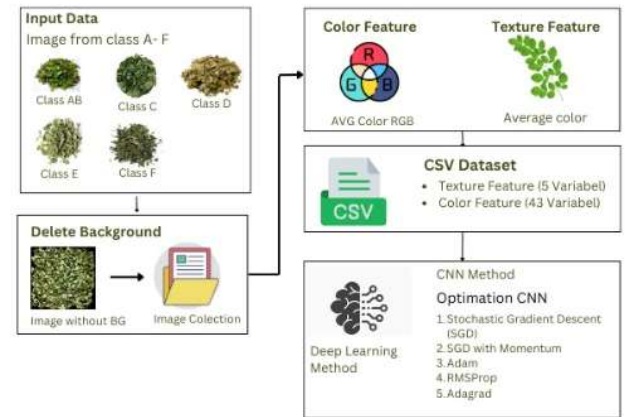 Input Data
Image from class A- F
Class AB
Class C
Class D
Class E
Class F
Delete Background
Image without BG
Image Colection
Color Feature
Texture Feature
R
G
B
AVG Color RGB
Average color
CSV Dataset
CSV
• Texture Feature (5 Variabel)
• Color Feature (43 Variabel)
CNN Method
Optimation CNN
1.Stochastic Gradient Descent
(SGD)
2.SGD with Momentum
3.Adam
4.RMSProp
5.Adagrad
Deep Learning
Method